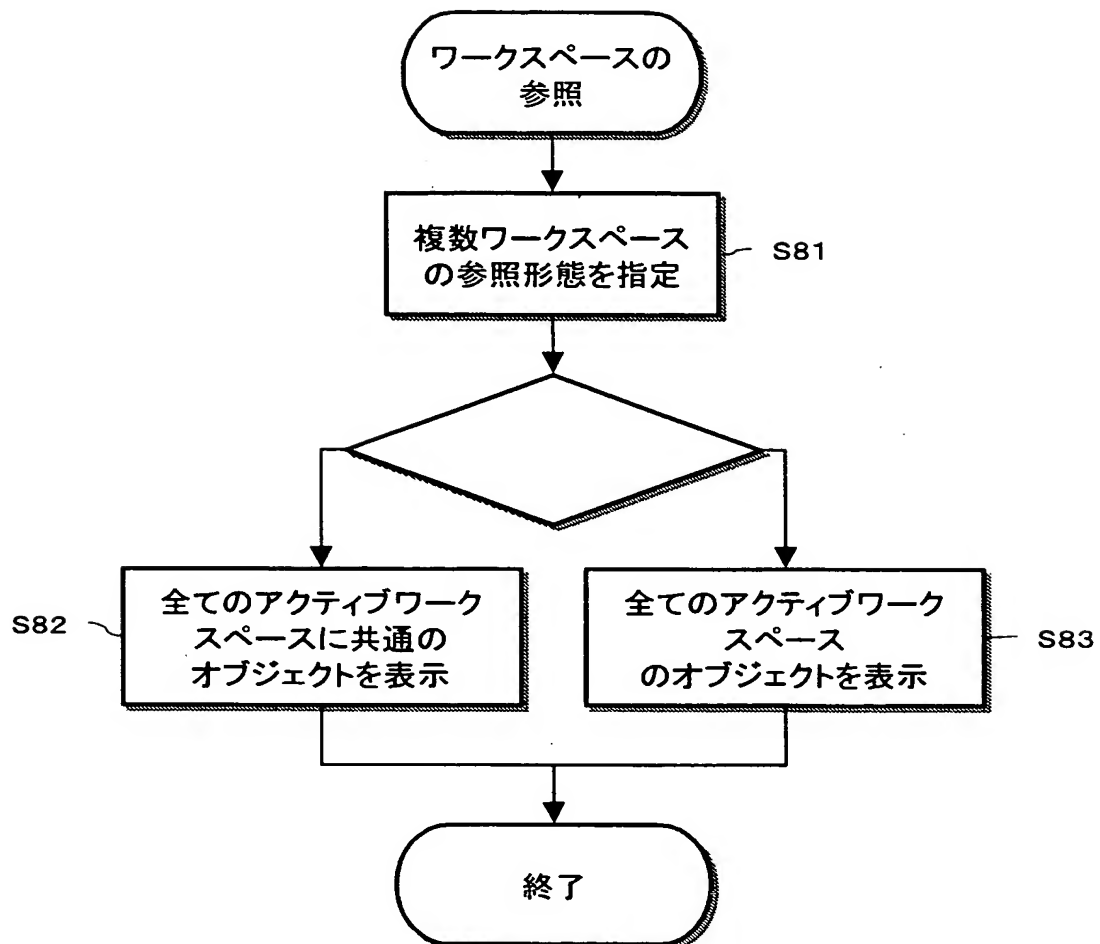 ワークスペースの
参照
複数ワークスペース
の参照形態を指定
S81
S82
全てのアクティブワーク
スペースに共通の
オブジェクトを表示
全てのアクティブワーク
スペース
のオブジェクトを表示
S83
終了